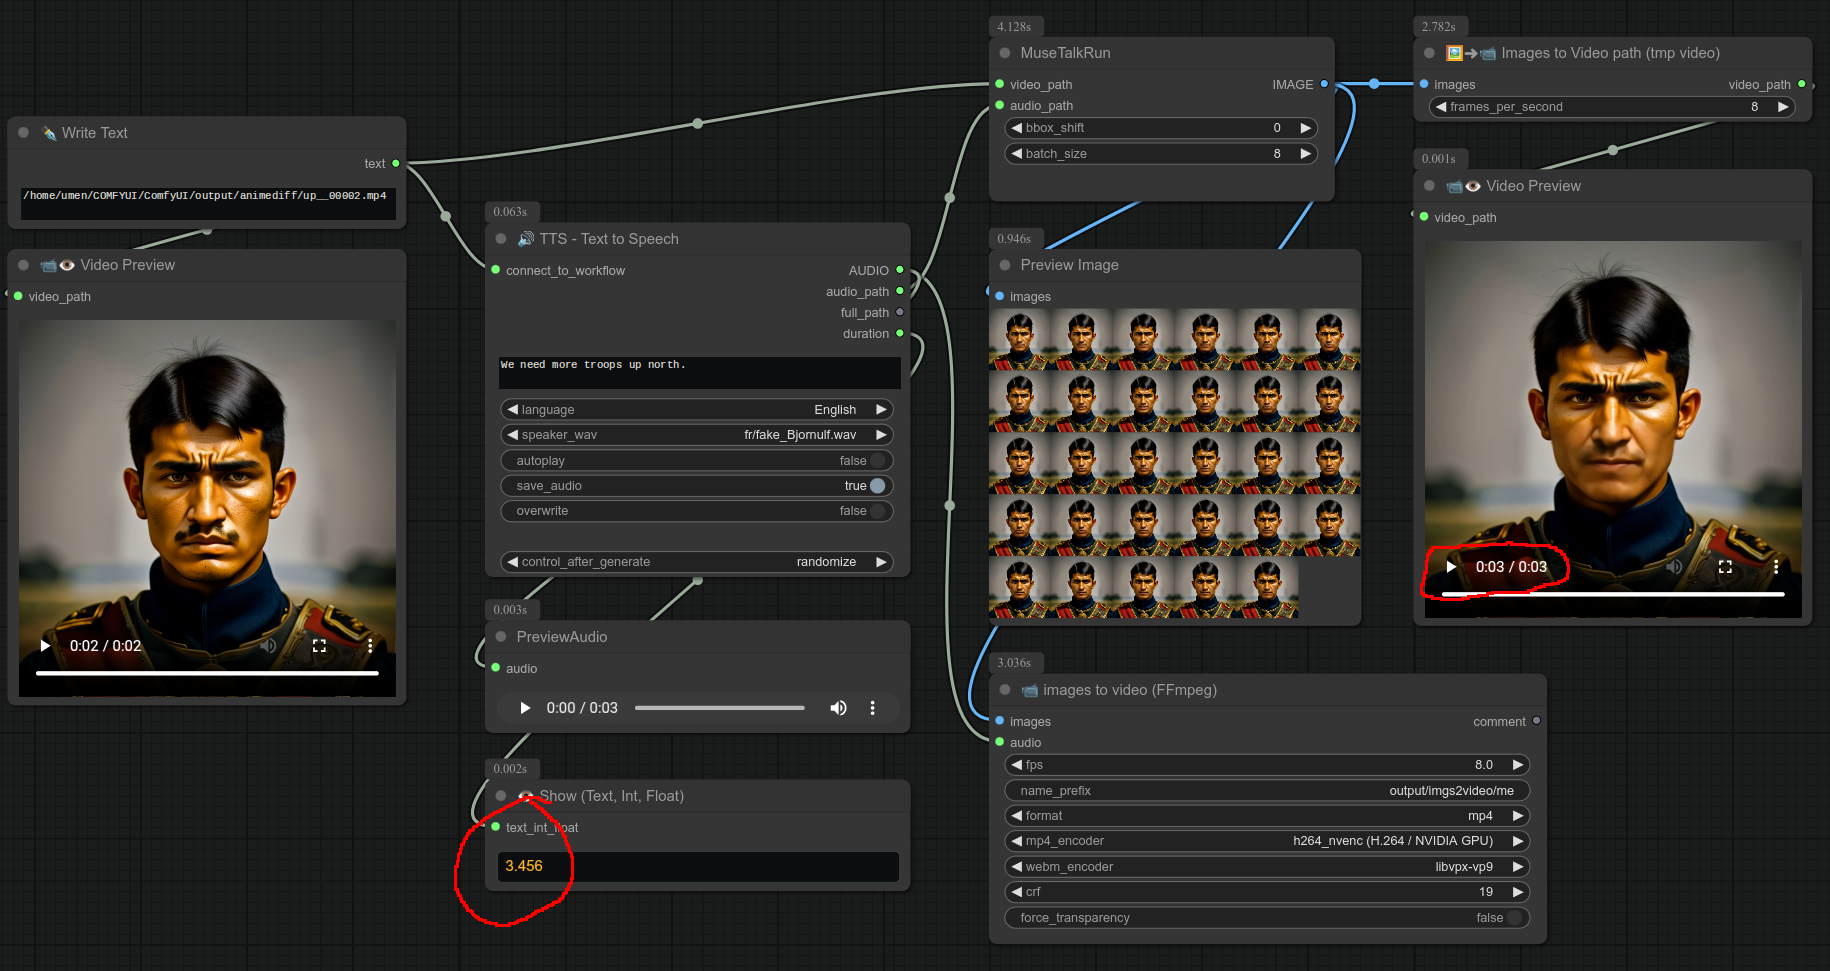 Write Text
text
/home/umen/COMFYUI/ComfyUI/output/animediff/up__00002.mp4
Video Preview
video_path
0:02 / 0:02
0.063s
TTS - Text to Speech
connect_to_workflow
AUDIO
audio_path
full_path
duration
We need more troops up north.
language English
speaker_wav fr/fake_Bjornulf.wav
autoplay false
save_audio true
overwrite false
control_after_generate randomize
0.003s
PreviewAudio
audio
0:00 / 0:03
0.002s
Show (Text, Int, Float)
text_int_float
3.456
4.128s
MuseTalkRun
video_path IMAGE
audio_path
bbox_shift 0
batch_size 8
0.946s
Preview Image
images
3.036s
images to video (FFmpeg)
images comment
audio
fps 8.0
name_prefix output/imgs2video/me
format mp4
mp4_encoder h264_nvenc (H.264 / NVIDIA GPU)
webm_encoder libvpx-vp9
crf 19
force_transparency false
2.782s
Images to Video path (tmp video)
images video_path
frames_per_second 8
0.001s
Video Preview
video_path
0:03 / 0:03